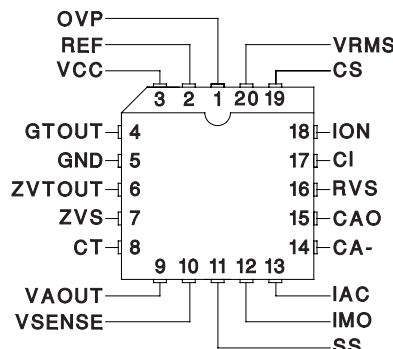 OVP
REF
VRMS
VCC
CS
3 2 1 20 19
GTOUT 4 18 ION
GND 5 17 CI
ZVTOUT 6 16 RVS
ZVS 7 15 CAO
CT 8 14 CA-
9 10 11 12 13
VAOUT IAC
VSENSE IMO
SS